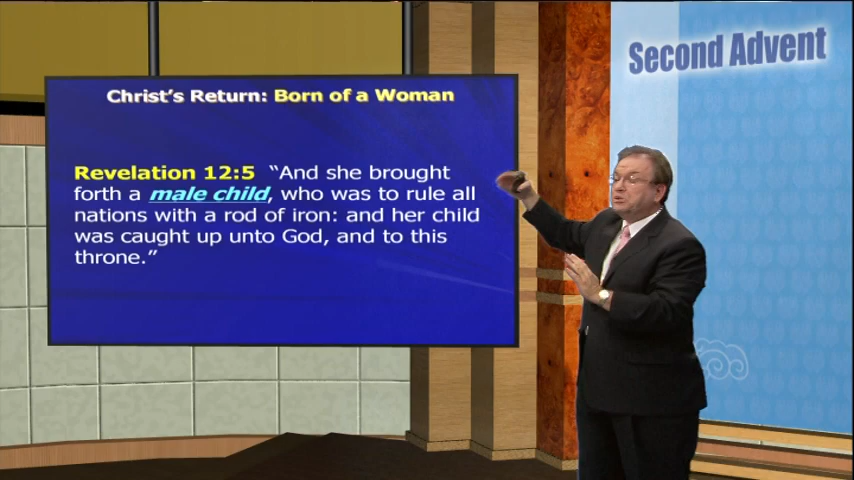 Second Advent
Christ's Return: Born of a Woman
Revelation 12:5 “And she brought
forth a male child, who was to rule all
nations with a rod of iron: and her child
was caught up unto God, and to this
throne.”